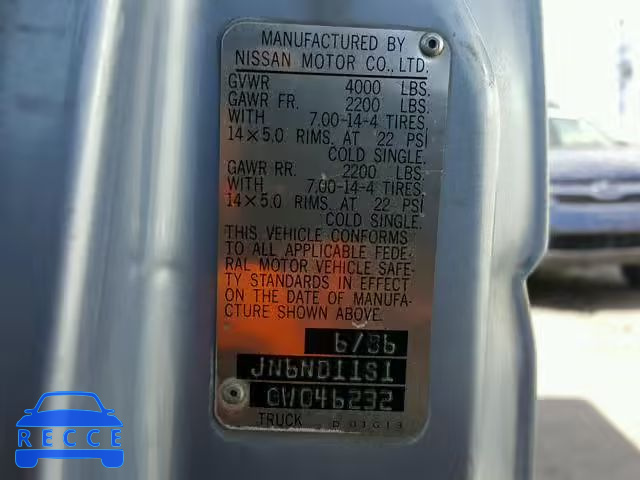 MANUFACTURED BY
NISSAN MOTOR CO., LTD.
GVWR 4000 LBS.
GAWR FR. 2200 LBS.
WITH 7.00-14-4 TIRES
14×5.0 RIMS, AT 22 PSI
COLD SINGLE.
GAWR RR. 2200 LBS.
WITH 7.00-14-4 TIRES,
14×5.0 RIMS, AT 22 PSI
COLD SINGLE.
THIS VEHICLE CONFORMS
TO ALL APPLICABLE FEDE-
RAL MOTOR VEHICLE SAFE-
TY STANDARDS IN EFFECT
ON THE DATE OF MANUFA-
CTURE SHOWN ABOVE.
6/86
JN6ND11S1
GW046232
TRUCK D01G13
RECCE